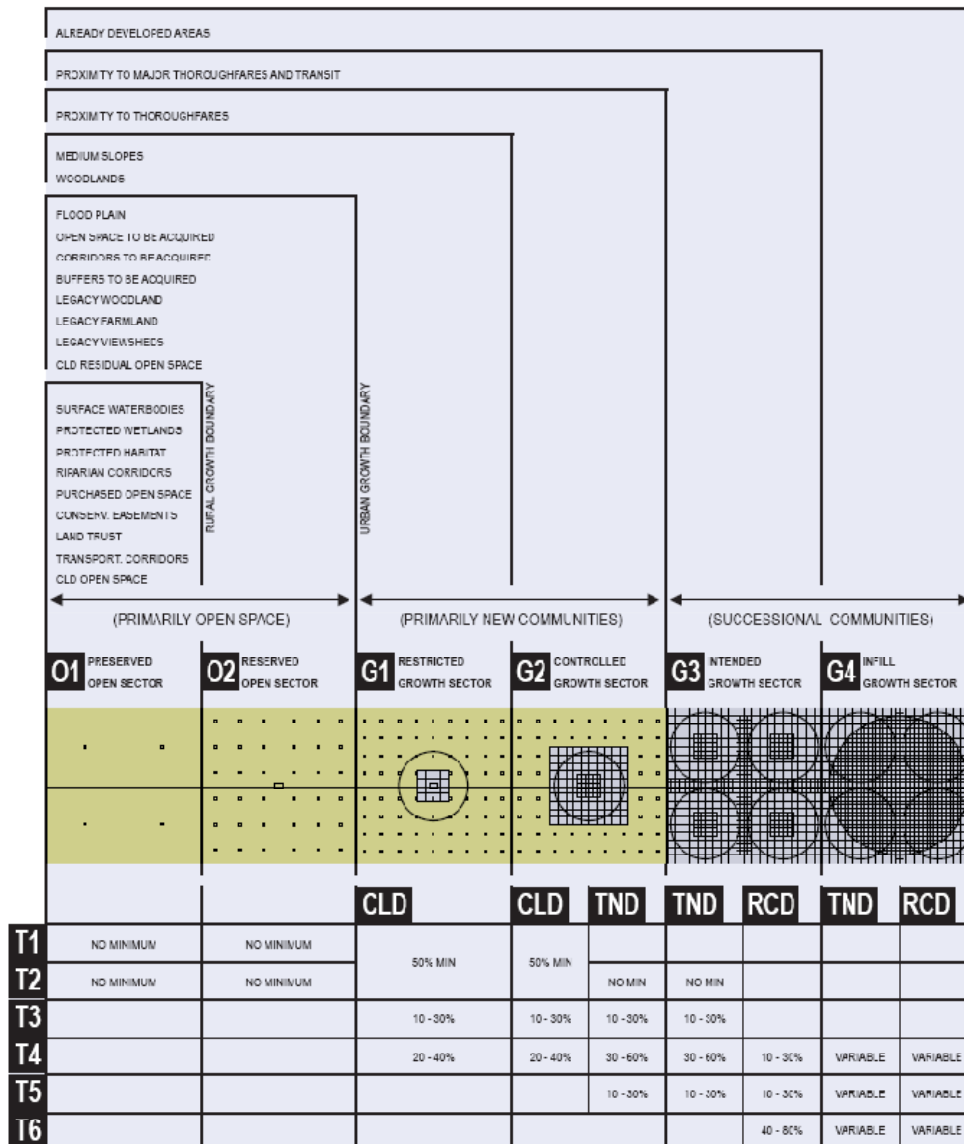 ALREADY DEVELOPED AREAS
PROXIMITY TO MAJOR THOROUGHFARES AND TRANSIT
PROXIMITY TO THOROUGHFARES
MEDIUM SLOPES
WOODLANDS
FLOOD PLAIN
OPEN SPACE TO BE ACQUIRED
CORRIDORS TO BE ACQUIRED
BUFFERS TO BE ACQUIRED
LEGACY WOODLAND
LEGACY FARMLAND
LEGACY VIEWSHEDS
CLD RESIDUAL OPEN SPACE
SURFACE WATERBODIES
PROTECTED WETLANDS
PROTECTED HABITAT
RIPARIAN CORRIDORS
PURCHASED OPEN SPACE
CONSERV. EASEMENTS
LAND TRUST
TRANSPORT. CORRIDORS
CLD OPEN SPACE
RURAL GROWTH BOUNDARY
URBAN GROWTH BOUNDARY
(PRIMARILY OPEN SPACE) (PRIMARILY NEW COMMUNITIES) (SUCCESSIONAL COMMUNITIES)
O1 PRESERVED OPEN SECTOR
O2 RESERVED OPEN SECTOR
G1 RESTRICTED GROWTH SECTOR
G2 CONTROLLED GROWTH SECTOR
G3 INTENDED GROWTH SECTOR
G4 INFILL GROWTH SECTOR
CLD CLD TND TND RCD TND RCD
T1 NO MINIMUM NO MINIMUM 50% MIN 50% MIN
T2 NO MINIMUM NO MINIMUM NO MIN NO MIN
T3 10 - 30% 10 - 30% 10 - 30% 10 - 30%
T4 20 - 40% 20 - 40% 30 - 60% 30 - 60% 10 - 30% VARIABLE VARIABLE
T5 10 - 30% 10 - 30% 10 - 30% VARIABLE VARIABLE
T6 40 - 80% VARIABLE VARIABLE